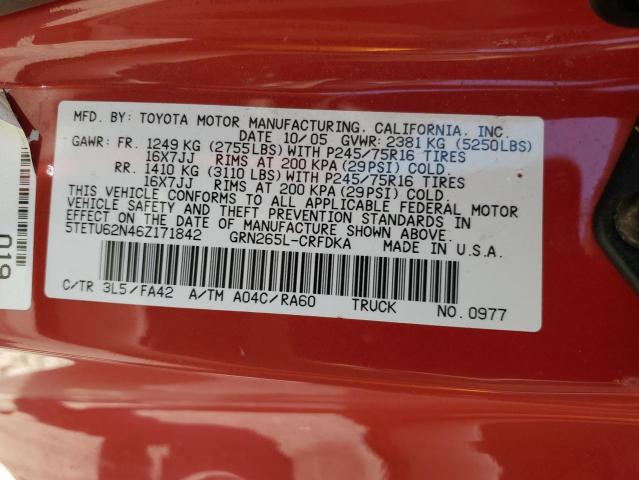 MFD. BY: TOYOTA MOTOR MANUFACTURING, CALIFORNIA, INC.
DATE 10/05 GVWR: 2381 KG (5250LBS)
GAWR: FR. 1249 KG (2755LBS) WITH P245/75R16 TIRES
16X7JJ RIMS AT 200 KPA (29PSI) COLD.
RR. 1410 KG (3110 LBS) WITH P245/75R16 TIRES
16X7JJ RIMS AT 200 KPA (29PSI) COLD.
THIS VEHICLE CONFORMS TO ALL APPLICABLE FEDERAL MOTOR
VEHICLE SAFETY AND THEFT PREVENTION STANDARDS IN
EFFECT ON THE DATE OF MANUFACTURE SHOWN ABOVE.
5TETU62N46Z171842 GRN265L-CRFDKA MADE IN U.S.A.
C/TR 3L5/FA42 A/TM A04C/RA60 TRUCK NO.0977
019